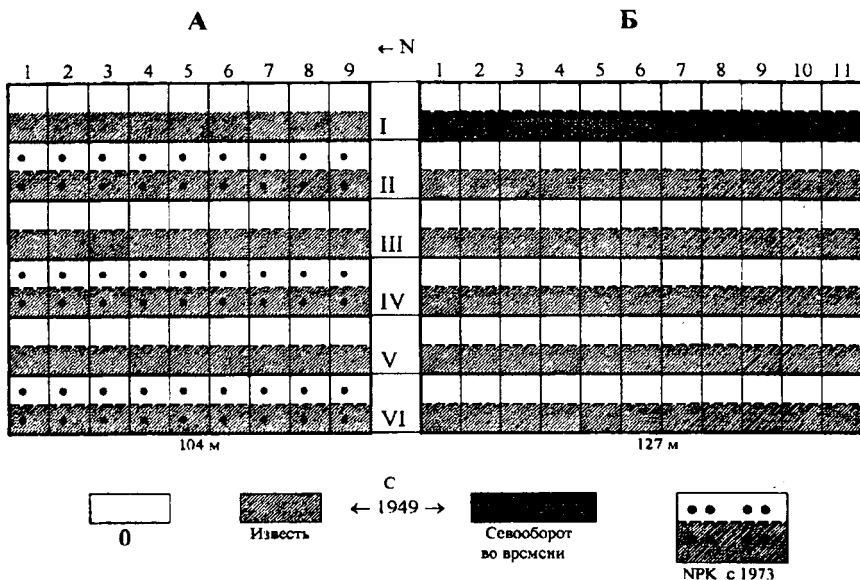 А Б
← N
1 2 3 4 5 6 7 8 9 1 2 3 4 5 6 7 8 9 10 11
I
II
III
IV
V
VI
104 м 127 м
С
← 1949 →
0 Известь Севооборот
во времени
NPK с 1973